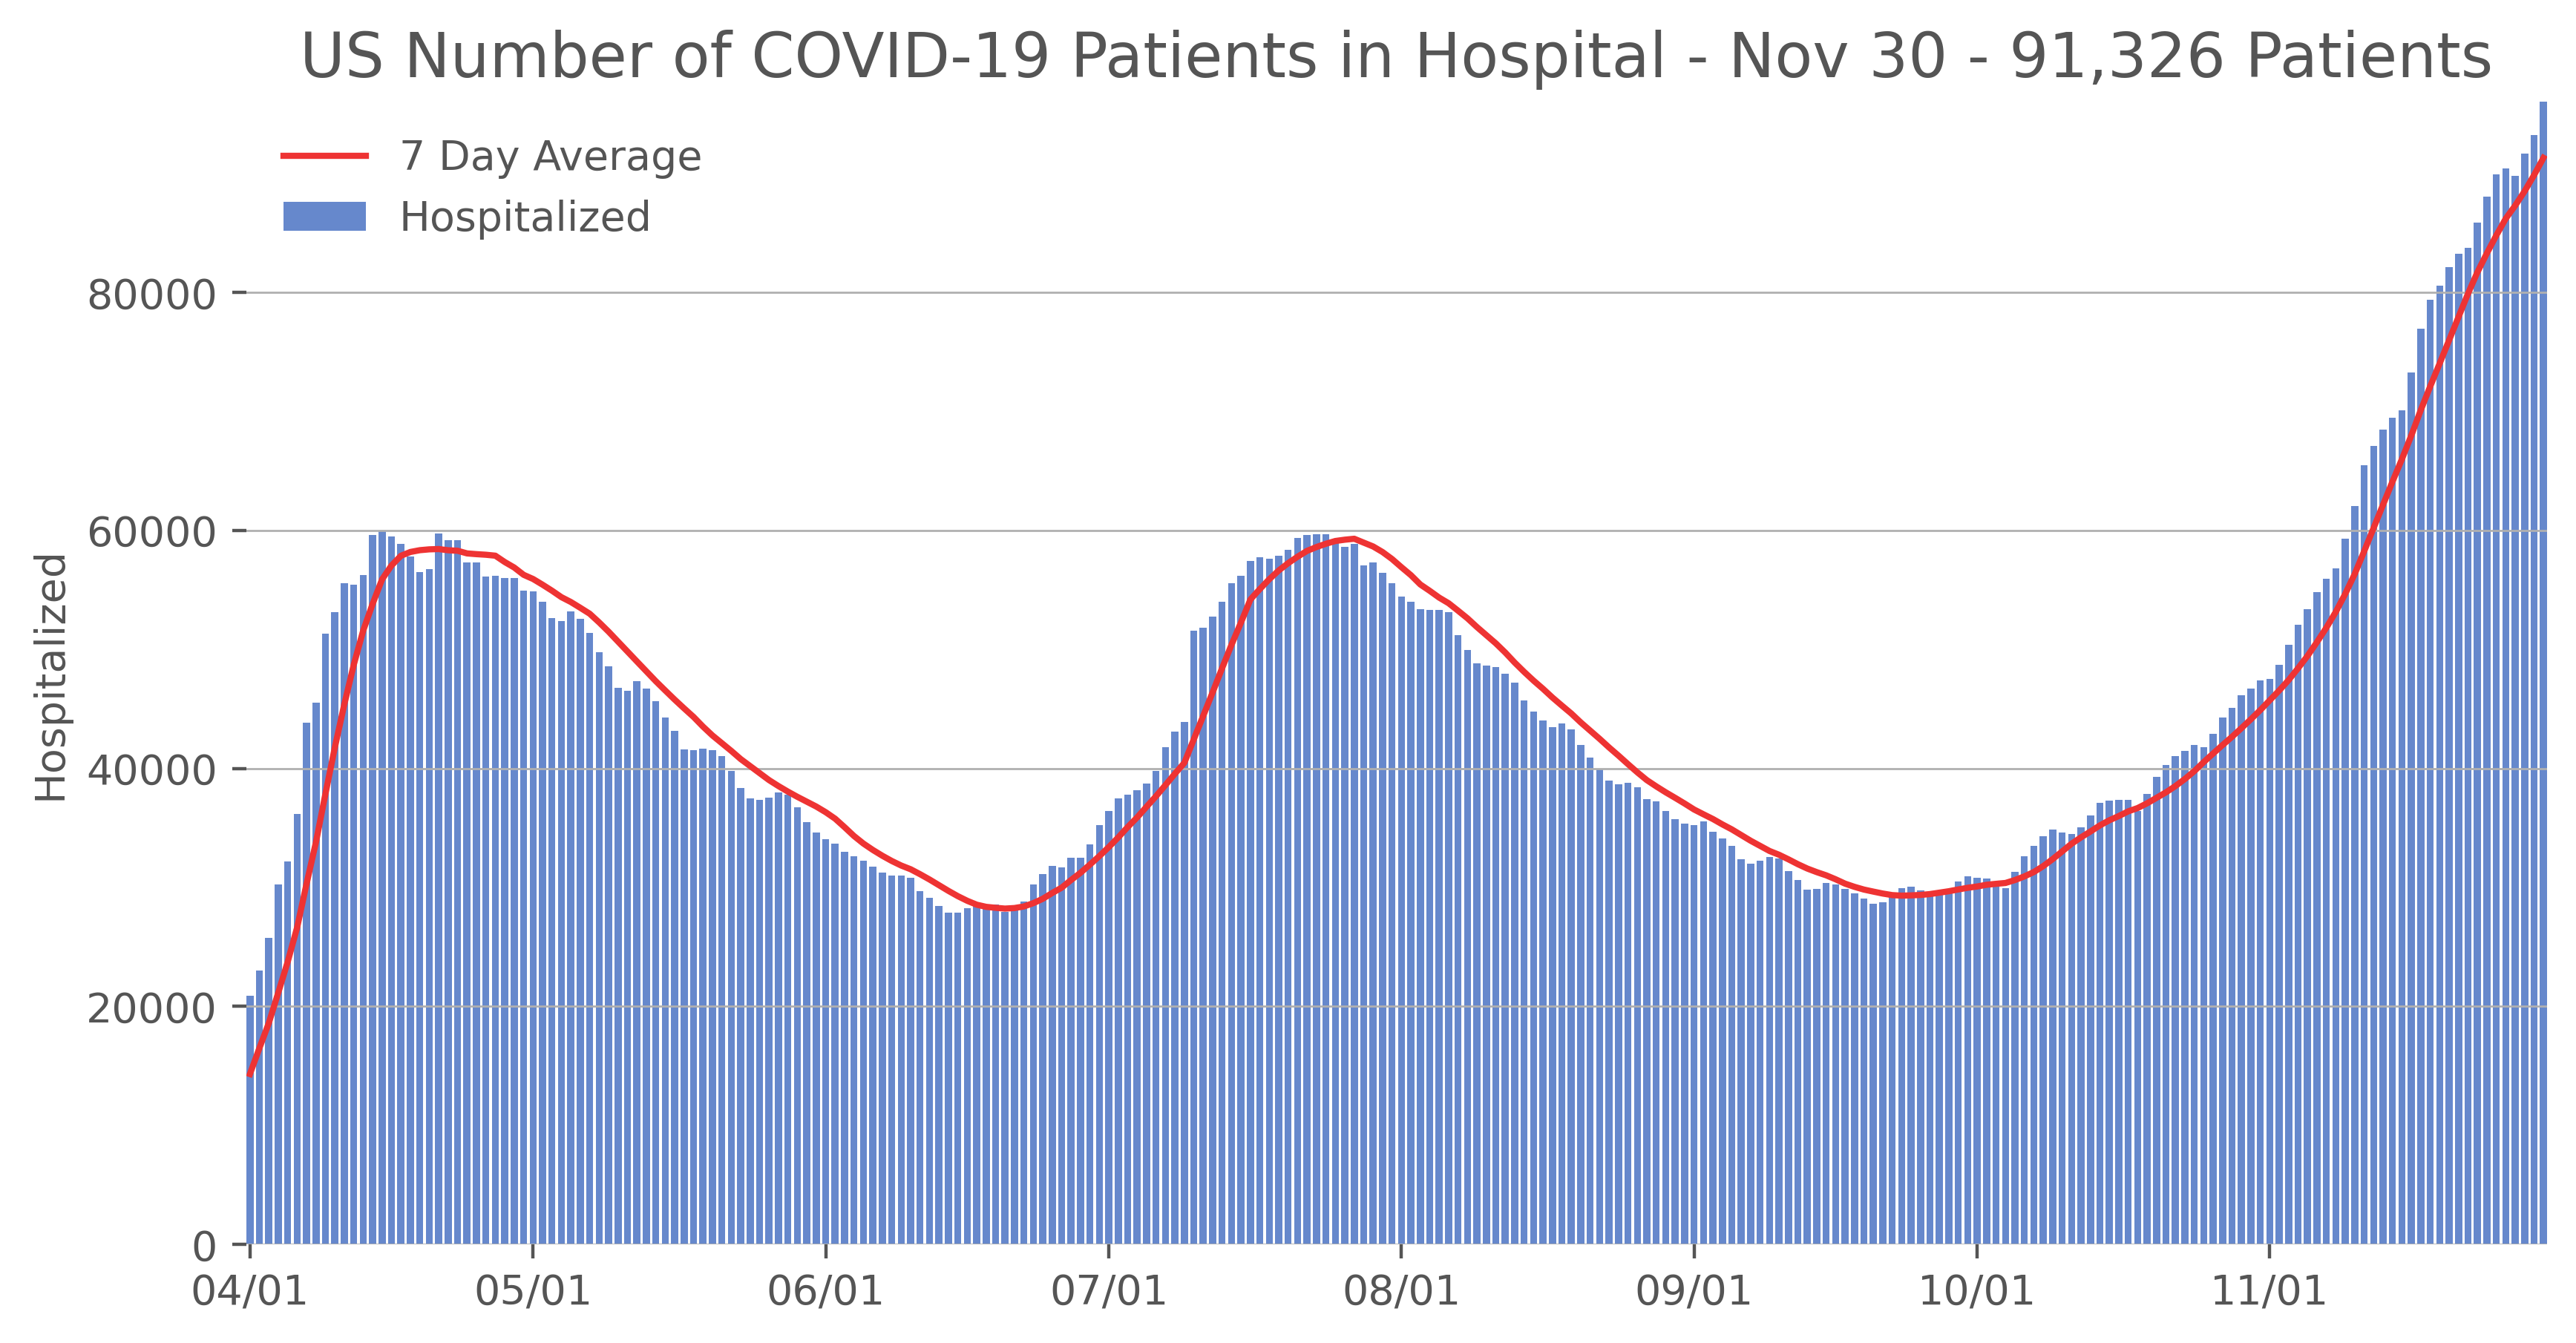 US Number of COVID-19 Patients in Hospital - Nov 30 - 91,326 Patients
7 Day Average
Hospitalized
Hospitalized
80000
60000
40000
20000
0
04/01 05/01 06/01 07/01 08/01 09/01 10/01 11/01